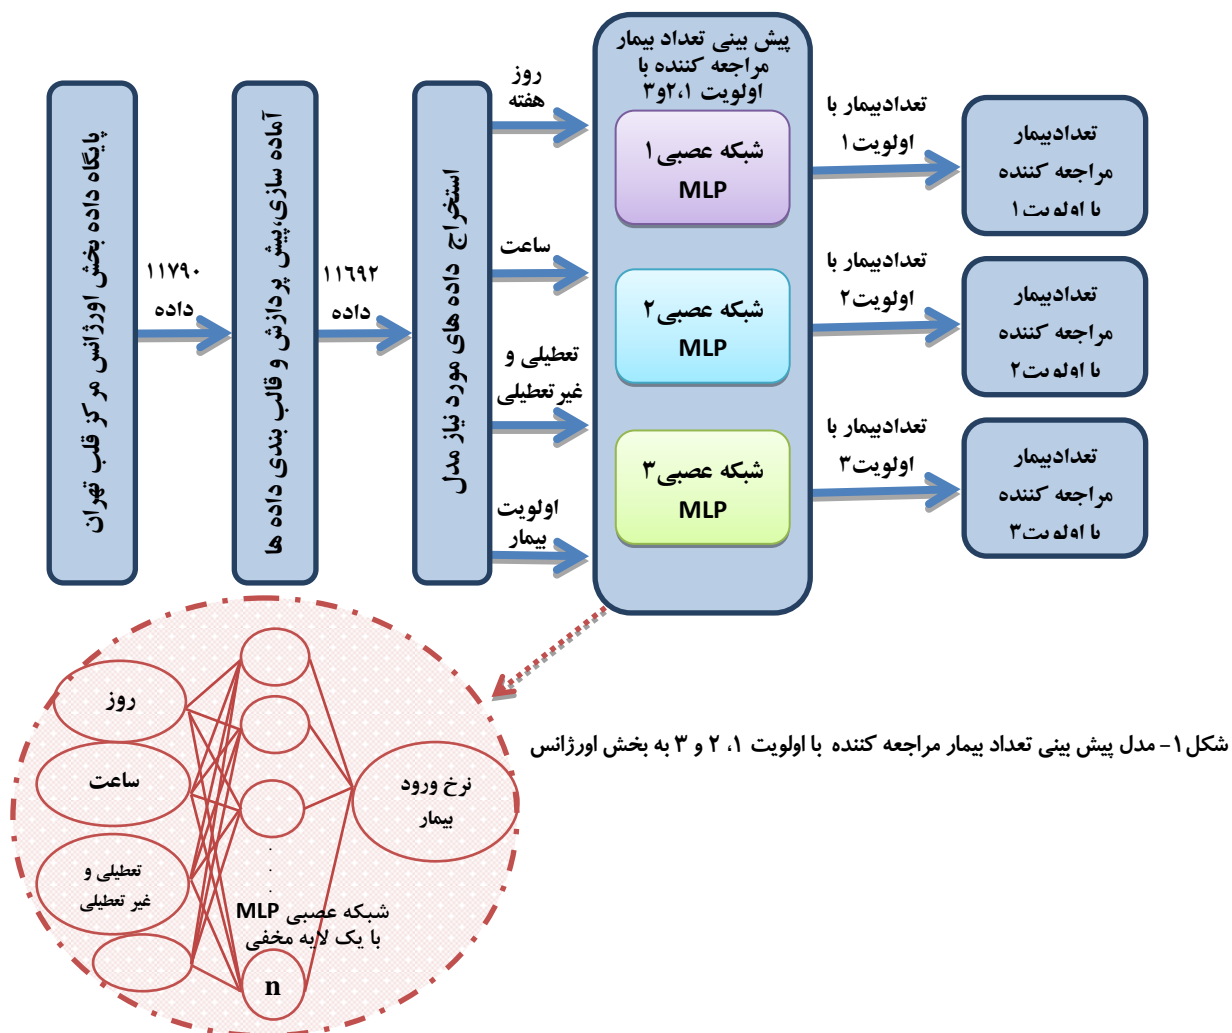 پایگاه داده بخش اورژانس مرکز قلب تهران
۱۱۷۹۰
داده
آماده سازی،پیش پردازش و قالب بندی داده ها
۱۱٦۹۲
داده
استخراج داده های مورد نیاز مدل
روز
هفته
ساعت
تعطیلی و
غیرتعطیلی
اولویت
بیمار
پیش بینی تعداد بیمار
مراجعه کننده با
اولویت ۲،۱و۳
شبکه عصبی۱
MLP
شبکه عصبی۲
MLP
شبکه عصبی۳
MLP
تعدادبیمار با
اولویت۱
تعدادبیمار با
اولویت۲
تعدادبیمار با
اولویت۳
تعدادبیمار
مراجعه کننده
با اولویت۱
تعدادبیمار
مراجعه کننده
با اولویت۲
تعدادبیمار
مراجعه کننده
با اولویت۳
روز
ساعت
تعطیلی و
غیر تعطیلی
.
.
.
شبکه عصبی MLP
با یک لایه مخفی
n
نرخ ورود
بیمار
شکل۱- مدل پیش بینی تعداد بیمار مراجعه کننده با اولویت ۱، ۲ و ۳ به بخش اورژانس